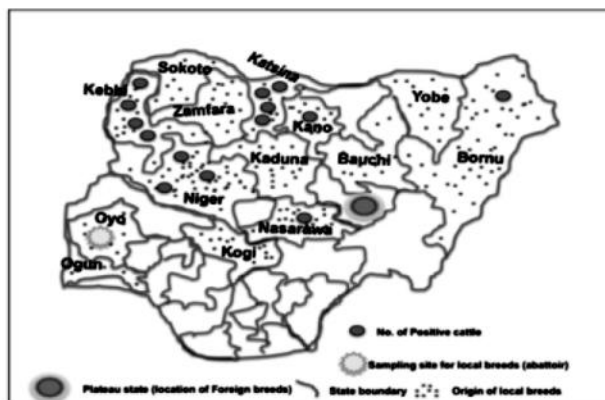 Sokoto
Katsina
Kebbi
Zamfara
Kano
Yobe
Kaduna
Bauchi
Bornu
Niger
Oyo
Nasarawa
Kogi
Ogun
No. of Positive cattle
Sampling site for local breeds (abattoir)
Plateau state (location of Foreign breeds) State boundary Origin of local breeds